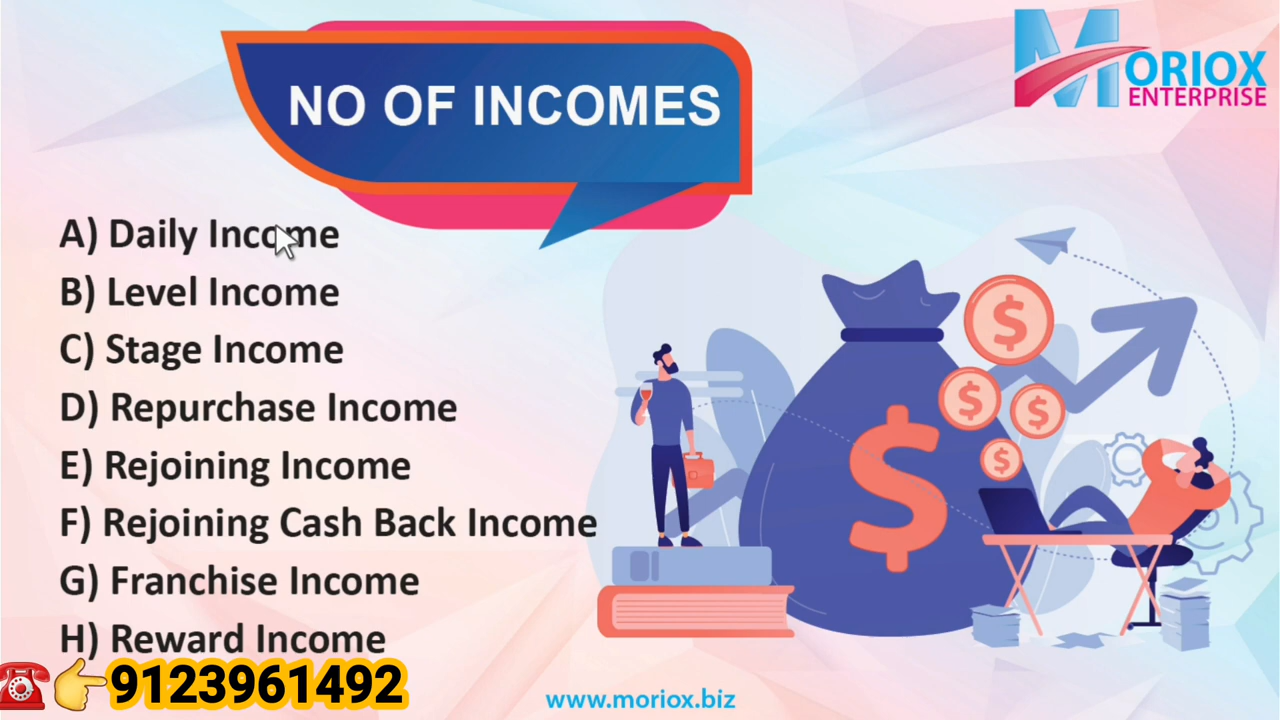 NO OF INCOMES
MORIOX
ENTERPRISE
A) Daily Income
B) Level Income
C) Stage Income
D) Repurchase Income
E) Rejoining Income
F) Rejoining Cash Back Income
G) Franchise Income
H) Reward Income
9123961492
www.moriox.biz
$
$
$
$
$